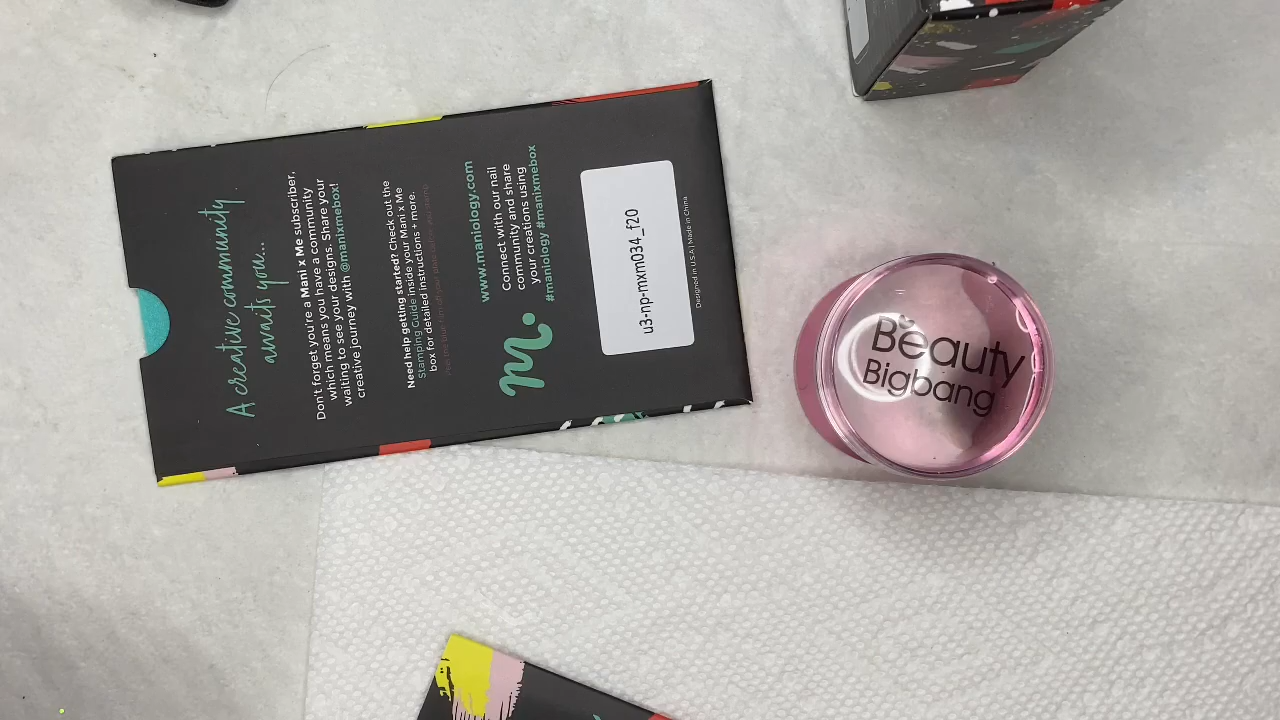 A creative community
awaits you...
Don't forget you're a Mani x Me subscriber,
which means you have a community
waiting to see your designs. Share your
creative journey with @manixmebox!
Need help getting started? Check out the
Stamping Guide inside your Mani x Me
box for detailed instructions + more.
m.
www.maniology.com
Connect with our nail
community and share
your creations using
#maniology #manixmebox
u3-np-mxm034_f20
Designed in U.S.A | Made in China
Beauty
Bigbang